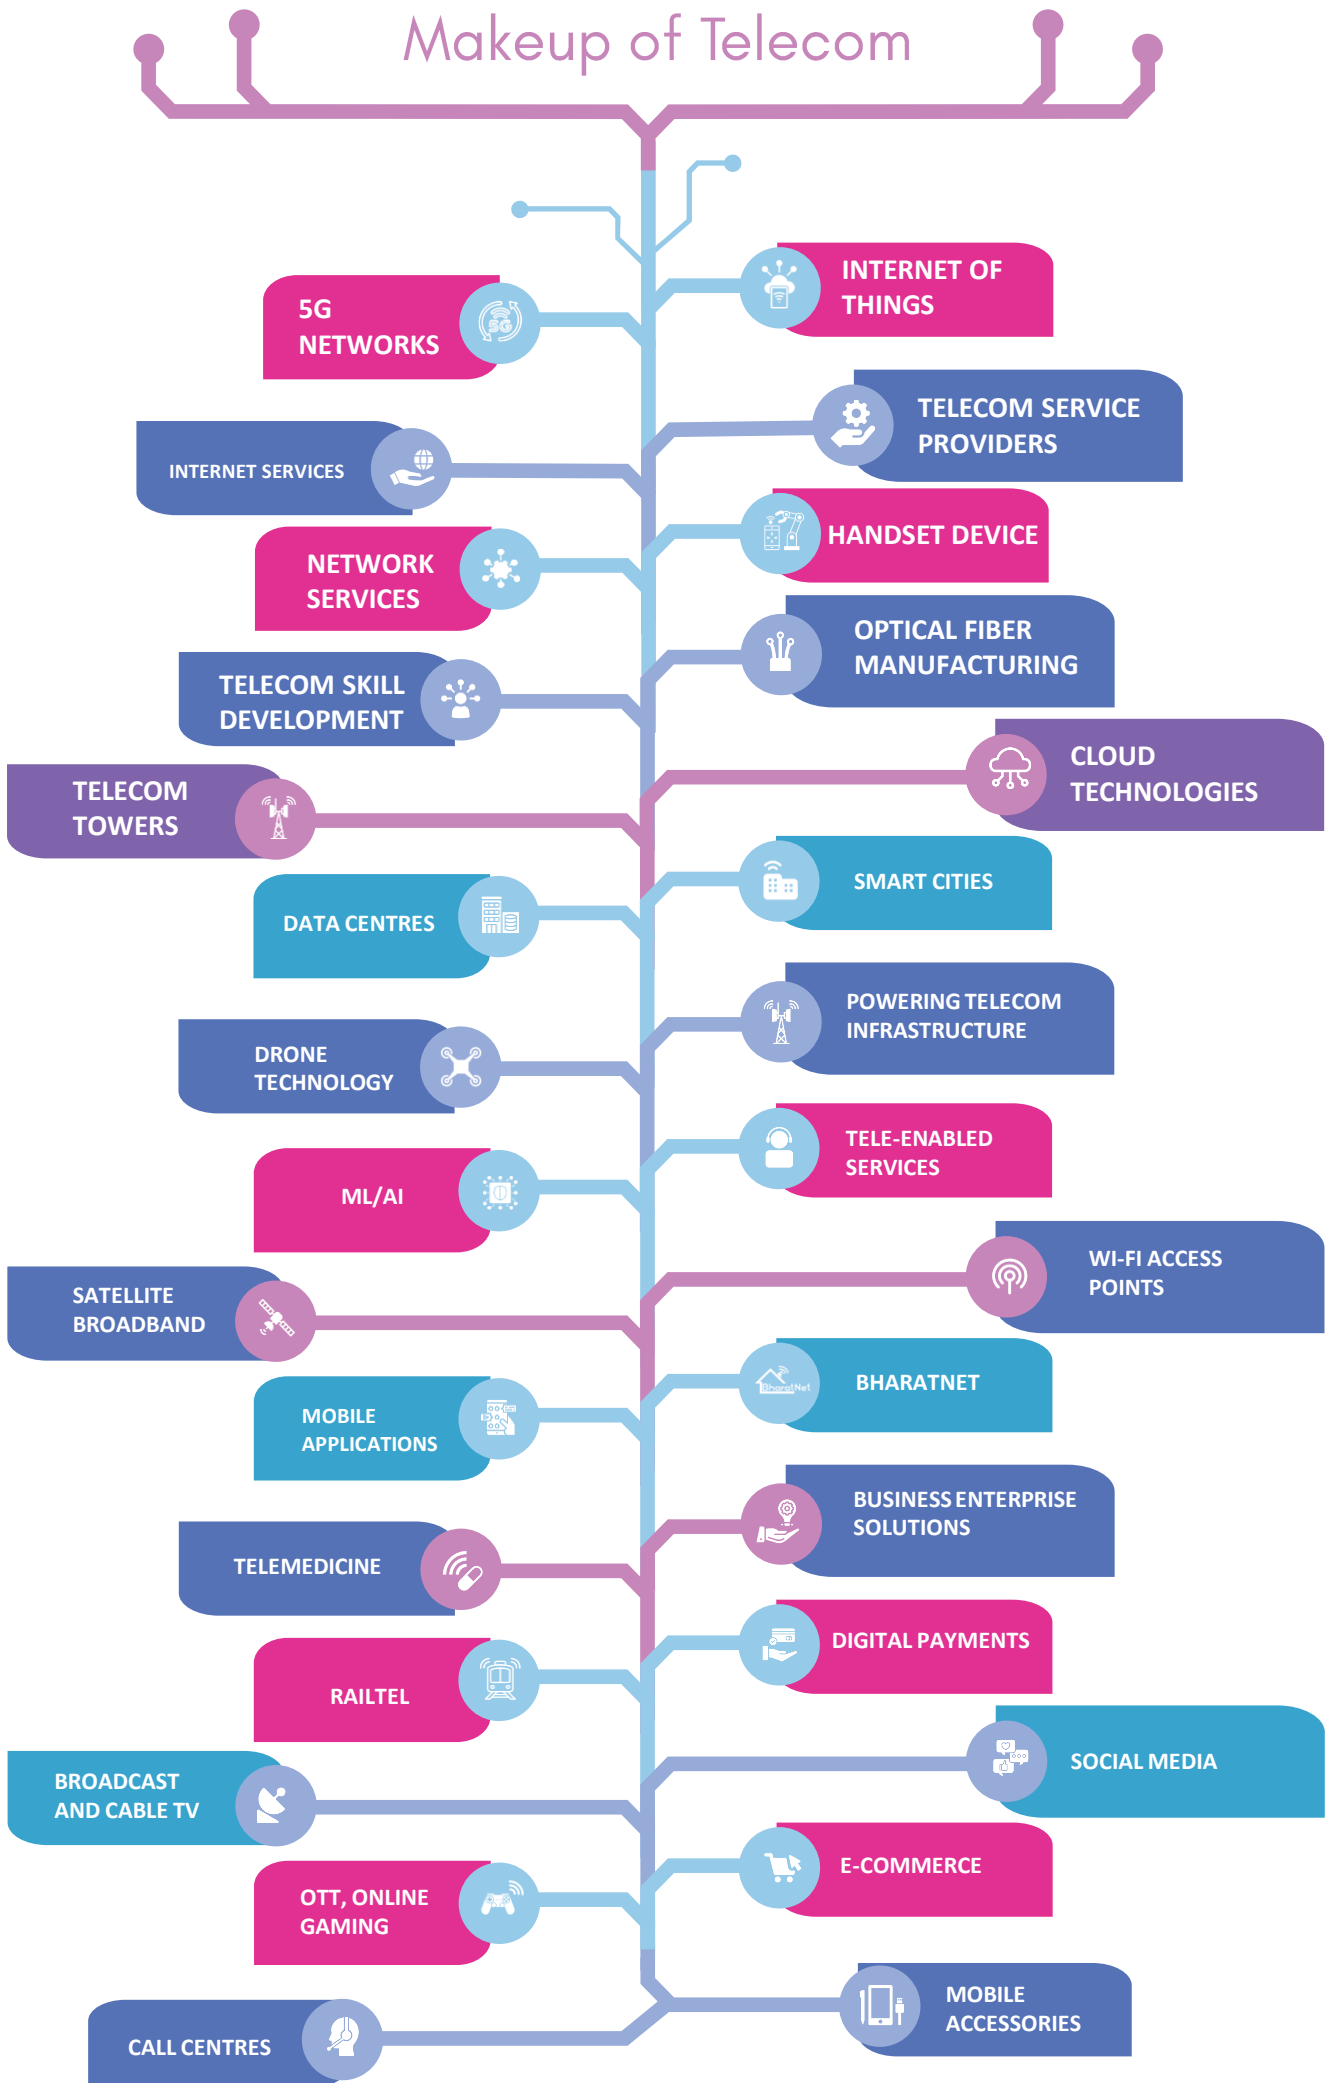 Makeup of Telecom
INTERNET OF
THINGS
5G
NETWORKS
5G
TELECOM SERVICE
PROVIDERS
INTERNET SERVICES
HANDSET DEVICE
NETWORK
SERVICES
OPTICAL FIBER
MANUFACTURING
TELECOM SKILL
DEVELOPMENT
CLOUD
TECHNOLOGIES
TELECOM
TOWERS
SMART CITIES
DATA CENTRES
POWERING TELECOM
INFRASTRUCTURE
DRONE
TECHNOLOGY
TELE-ENABLED
SERVICES
ML/AI
WI-FI ACCESS
POINTS
SATELLITE
BROADBAND
BHARATNET
BharatNet
MOBILE
APPLICATIONS
BUSINESS ENTERPRISE
SOLUTIONS
TELEMEDICINE
DIGITAL PAYMENTS
RAILTEL
SOCIAL MEDIA
BROADCAST
AND CABLE TV
E-COMMERCE
OTT, ONLINE
GAMING
MOBILE
ACCESSORIES
CALL CENTRES